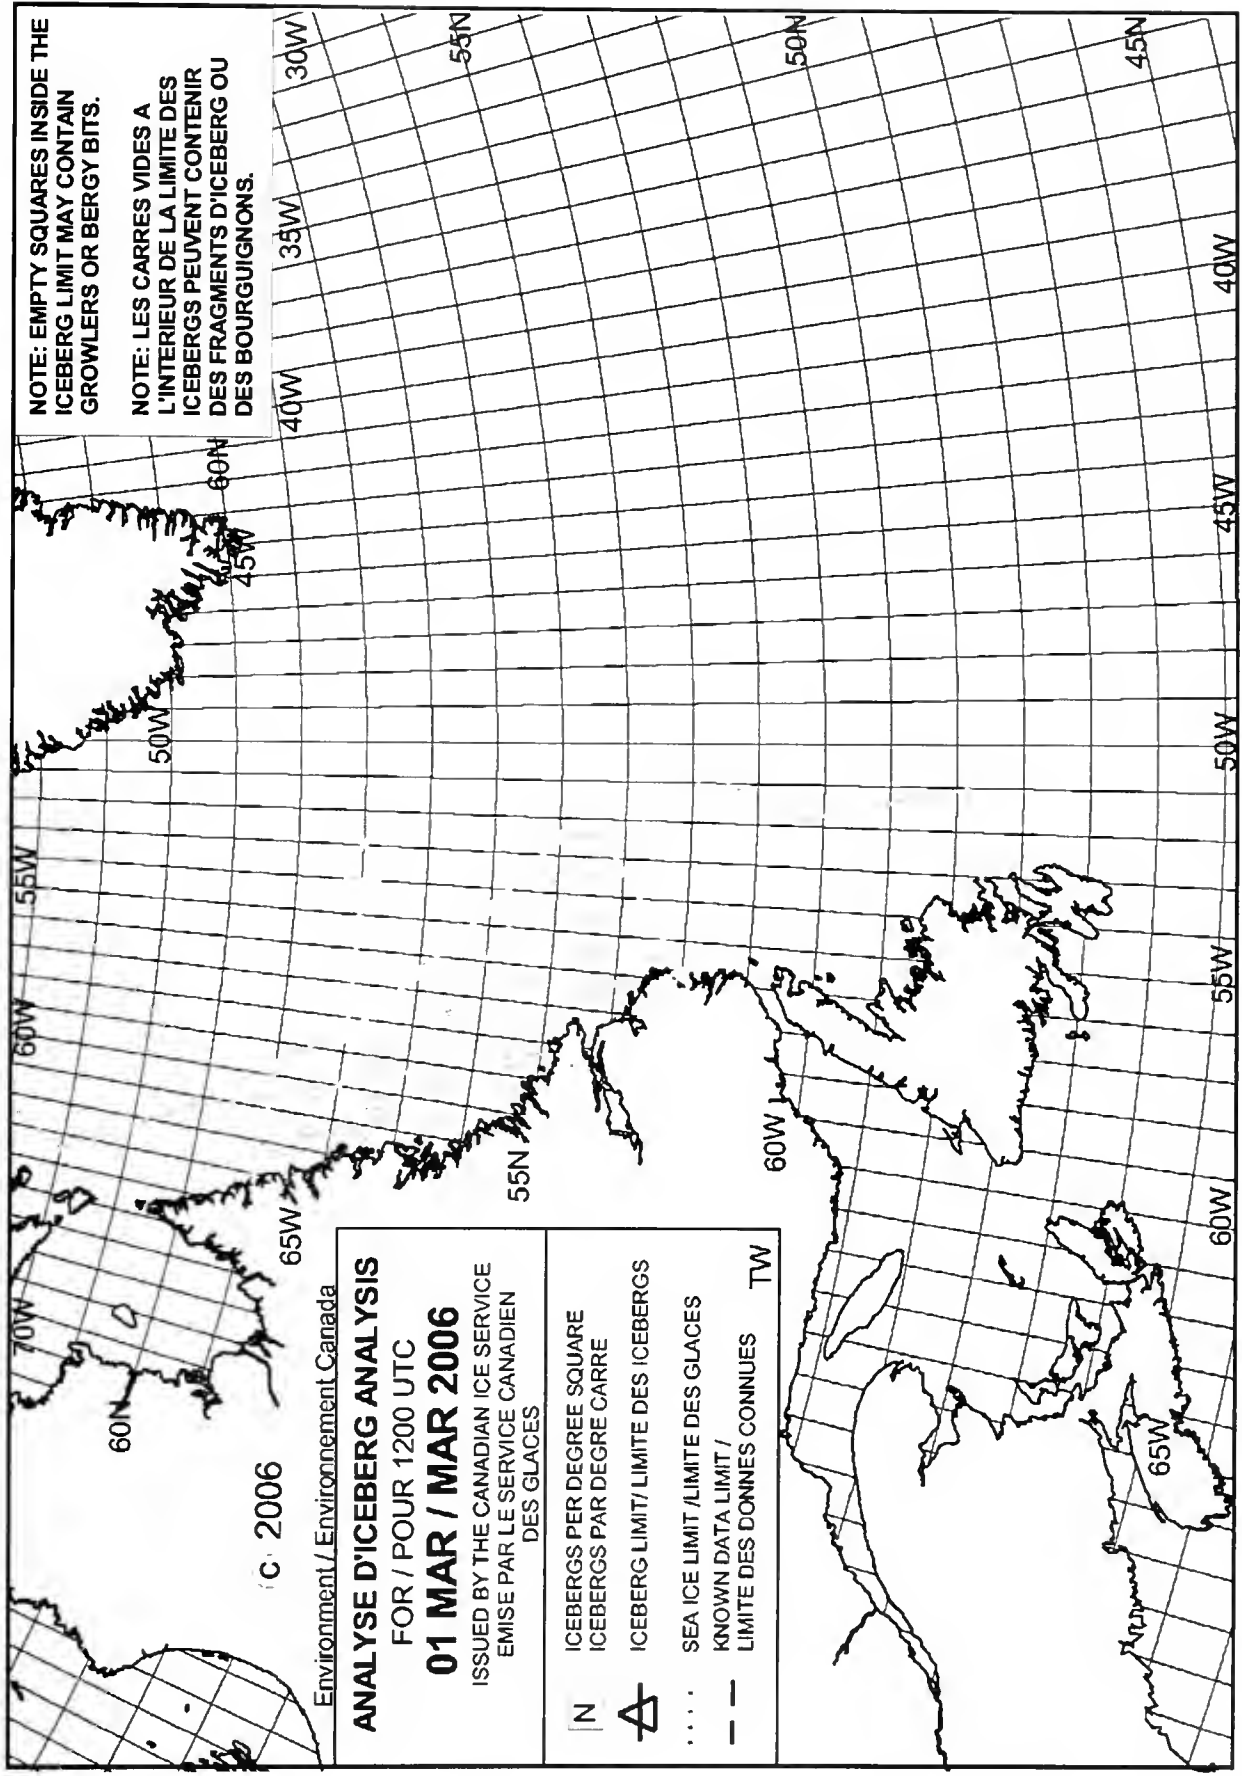 NOTE: EMPTY SQUARES INSIDE THE
ICEBERG LIMIT MAY CONTAIN
GROWLERS OR BERGY BITS.
NOTE: LES CARRES VIDES A
L'INTERIEUR DE LA LIMITE DES
ICEBERGS PEUVENT CONTENIR
DES FRAGMENTS D'ICEBERG OU
DES BOURGUIGNONS.
70W
60W
55W
50W
45W
60N
40W
35W
30W
55N
50N
45N
40W
45W
50W
55W
60W
65W
60W
55N
65W
60N
C 2006
Environment / Environnement Canada
ANALYSE D'ICEBERG ANALYSIS
FOR / POUR 1200 UTC
01 MAR / MAR 2006
ISSUED BY THE CANADIAN ICE SERVICE
EMISE PAR LE SERVICE CANADIEN
DES GLACES
N
ICEBERGS PER DEGREE SQUARE
ICEBERGS PAR DEGRE CARRE
ICEBERG LIMIT/ LIMITE DES ICEBERGS
SEA ICE LIMIT /LIMITE DES GLACES
KNOWN DATA LIMIT /
LIMITE DES DONNES CONNUES
TW